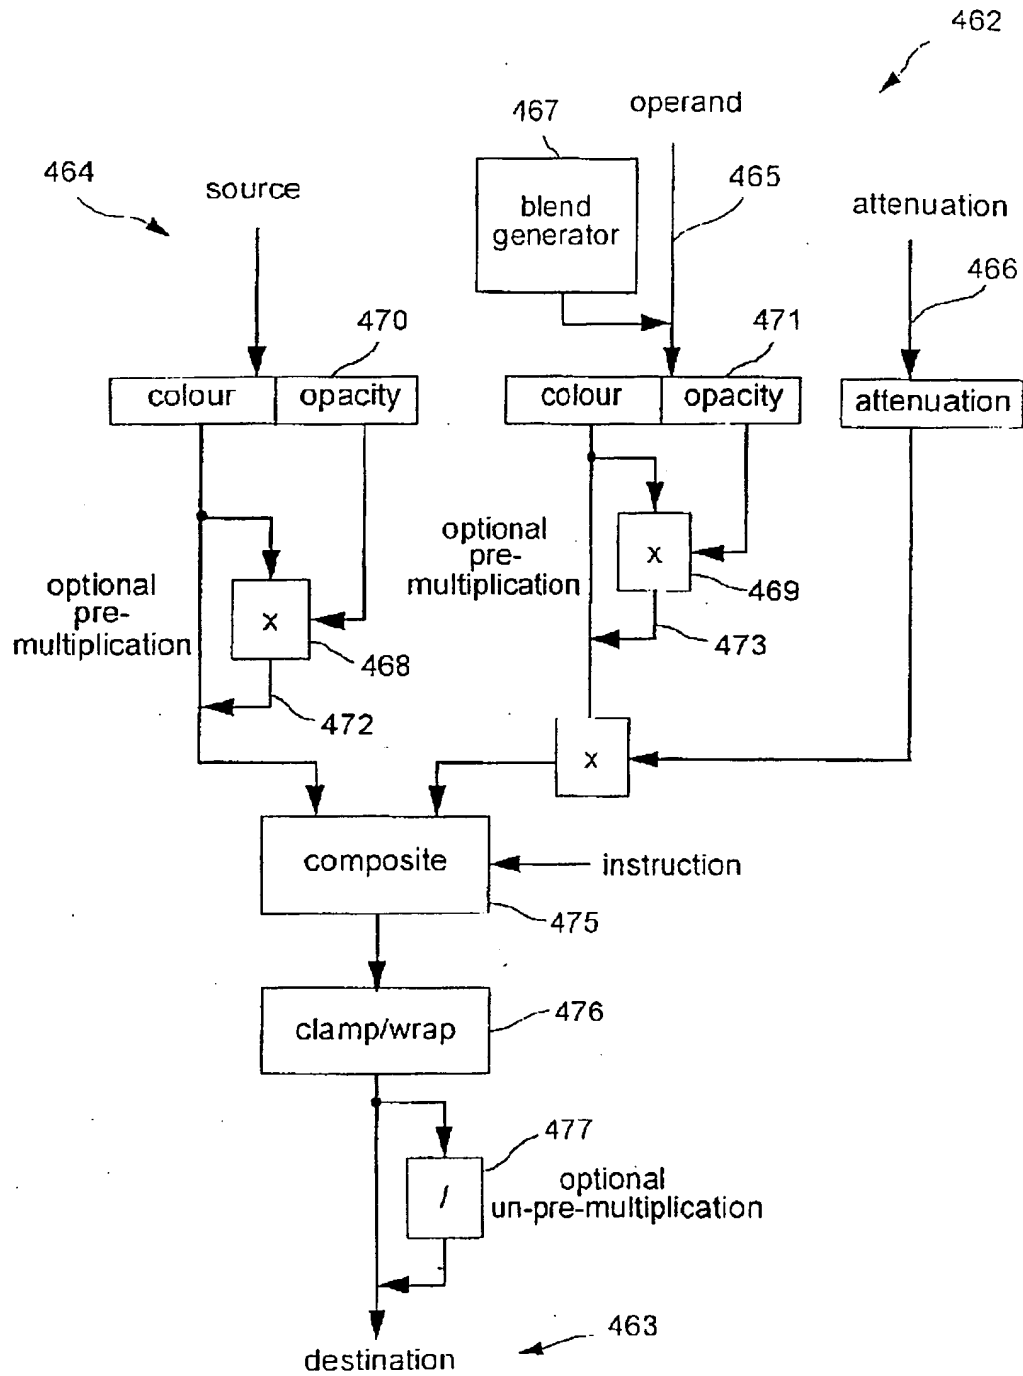 462
467
operand
464
source
465
blend
generator
attenuation
466
470
471
colour
opacity
colour
opacity
attenuation
optional
pre-
multiplication
x
469
optional
pre-
multiplication
x
468
473
472
x
composite
instruction
475
clamp/wrap
476
477
/
optional
un-pre-multiplication
463
destination